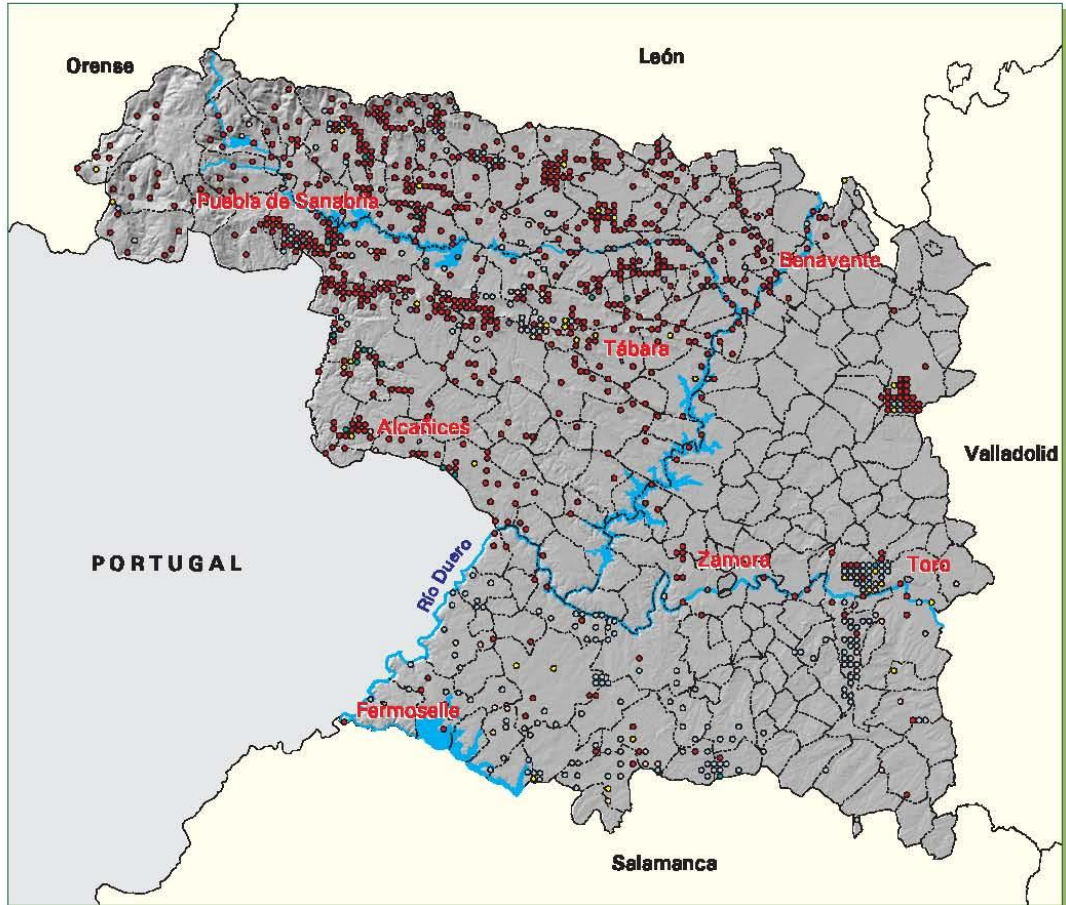 León
Orense
Puebla de Sanabria
Benavente
Tábara
Alcañices
Valladolid
PORTUGAL
Río Duero
Zamora
Toro
Fermoselle
Salamanca